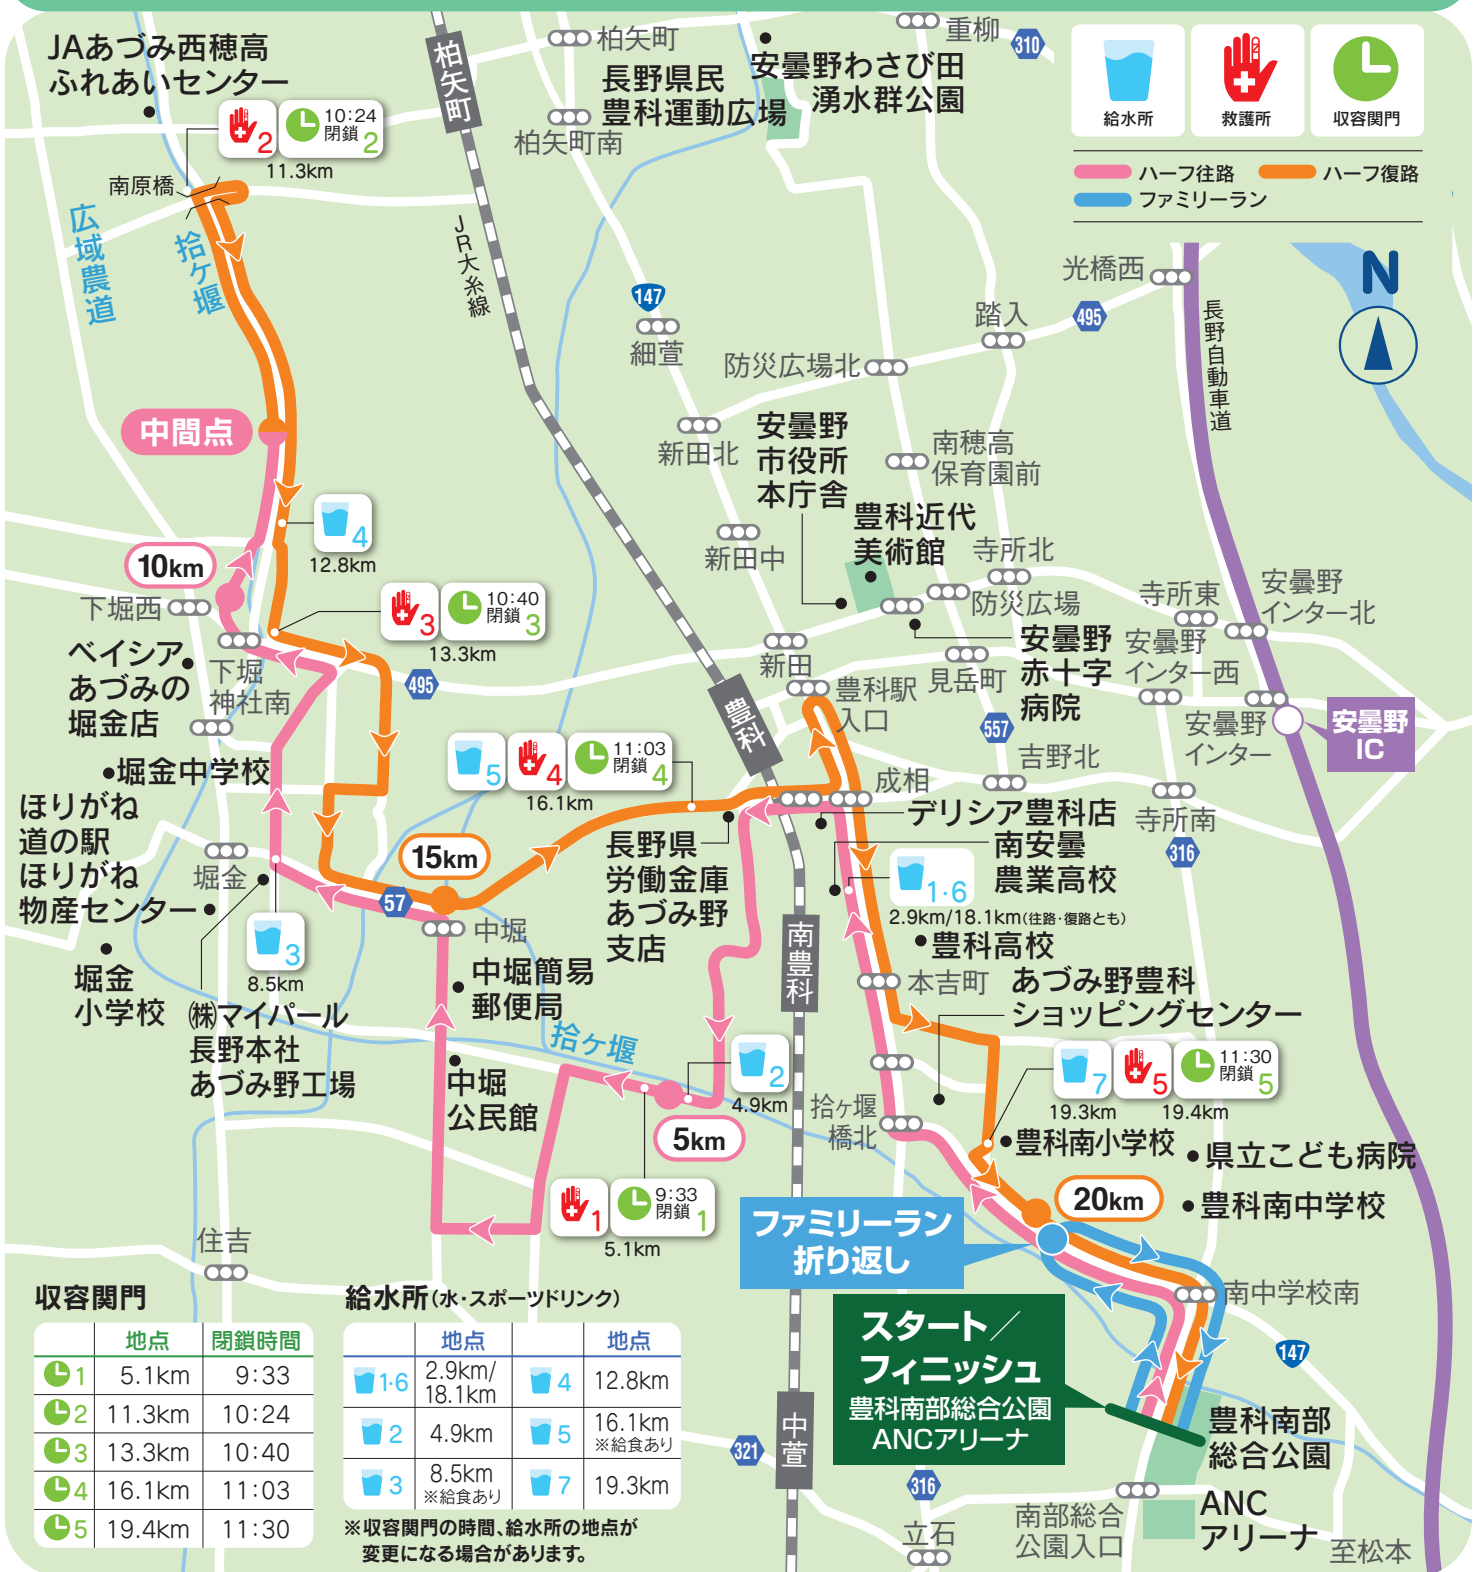 JAあづみ西穂高
ふれあいセンター
柏矢町
柏矢町
長野県民
豊科運動広場
柏矢町南
安曇野わさび田
湧水群公園
重柳
310
給水所
救護所
収容関門
ハーフ往路
ハーフ復路
ファミリーラン
2
10:24
閉鎖
2
11.3km
南原橋
広域農道
拾ケ堰
JR大糸線
147
細萱
光橋西
踏入
495
N
長野自動車道
防災広場北
中間点
新田北
安曇野
市役所
本庁舎
南穂高
保育園前
4
12.8km
新田中
豊科近代
美術館
寺所北
10km
下堀西
3
10:40
閉鎖
3
13.3km
防災広場
寺所東
安曇野
インター北
ベイシア
あづみの
堀金店
下堀
神社南
495
新田
豊科駅
入口
見岳町
安曇野
赤十字
病院
安曇野
インター西
安曇野
インター
安曇野
IC
豊科
557
吉野北
堀金中学校
5
4
11:03
閉鎖
4
16.1km
成相
デリシア豊科店
寺所南
316
ほりがね
道の駅
ほりがね
物産センター
堀金
15km
57
長野県
労働金庫
あづみ野
支店
南安曇
農業高校
1·6
2.9km/18.1km(往路·復路とも)
豊科高校
中堀
3
8.5km
堀金
小学校
㈱マイパール
長野本社
あづみ野工場
中堀簡易
郵便局
南豊科
本吉町
あづみ野豊科
ショッピングセンター
拾ケ堰
中堀
公民館
2
4.9km
5km
拾ヶ堰
橋北
7
5
11:30
閉鎖
5
19.3km
19.4km
豊科南小学校
県立こども病院
20km
豊科南中学校
1
9:33
閉鎖
1
5.1km
ファミリーラン
折り返し
住吉
南中学校南
147
スタート／
フィニッシュ
豊科南部総合公園
ANCアリーナ
豊科南部
総合公園
中萱
321
316
立石
南部総合
公園入口
ANC
アリーナ
至松本
収容関門
地点 閉鎖時間
1 5.1km 9:33
2 11.3km 10:24
3 13.3km 10:40
4 16.1km 11:03
5 19.4km 11:30
給水所(水·スポーツドリンク)
地点 地点
1·6 2.9km/18.1km 4 12.8km
2 4.9km 5 16.1km ※給食あり
3 8.5km ※給食あり 7 19.3km
※収容関門の時間、給水所の地点が
変更になる場合があります。